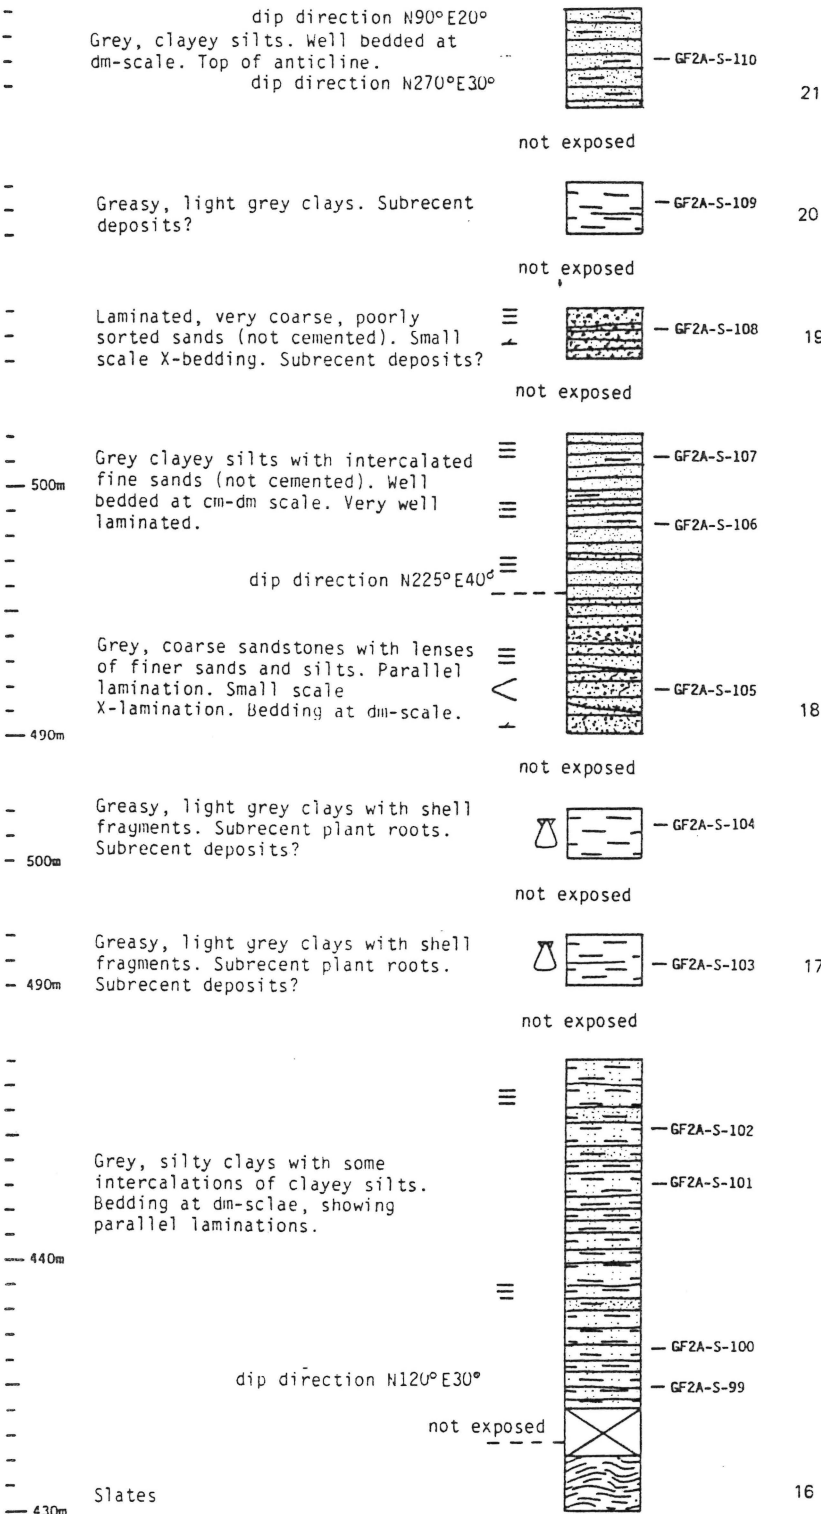 dip direction N90°E20°
Grey, clayey silts. Well bedded at
dm-scale. Top of anticline.
GF2A-S-110
dip direction N270°E30°
21
not exposed
Greasy, light grey clays. Subrecent
deposits?
GF2A-S-109
20
not exposed
Laminated, very coarse, poorly
sorted sands (not cemented). Small
scale X-bedding. Subrecent deposits?
GF2A-S-108
19
not exposed
Grey clayey silts with intercalated
fine sands (not cemented). Well
bedded at cm-dm scale. Very well
laminated.
GF2A-S-107
500m
GF2A-S-106
dip direction N225°E40°
Grey, coarse sandstones with lenses
of finer sands and silts. Parallel
lamination. Small scale
X-lamination. Bedding at dm-scale.
GF2A-S-105
18
490m
not exposed
Greasy, light grey clays with shell
fragments. Subrecent plant roots.
Subrecent deposits?
GF2A-S-104
500m
not exposed
Greasy, light grey clays with shell
fragments. Subrecent plant roots.
Subrecent deposits?
GF2A-S-103
17
490m
not exposed
GF2A-S-102
Grey, silty clays with some
intercalations of clayey silts.
Bedding at dm-sclae, showing
parallel laminations.
GF2A-S-101
440m
GF2A-S-100
dip direction N120°E30°
GF2A-S-99
not exposed
Slates
16
430m